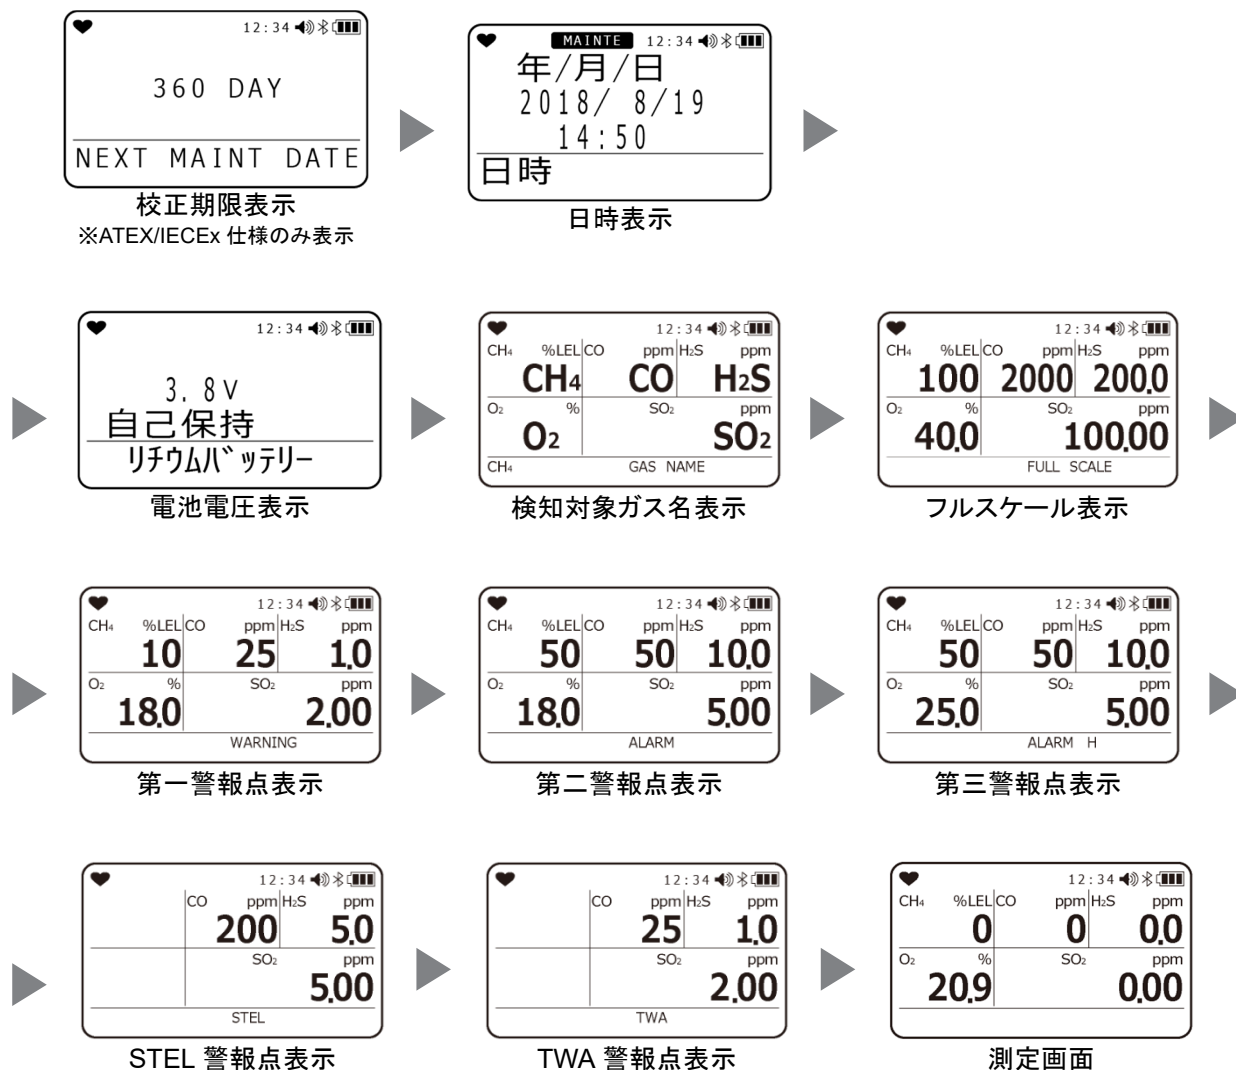 12:34
360 DAY
NEXT MAINT DATE
校正期限表示
※ATEX/IECEx 仕様のみ表示
MAINTE 12:34
年/月/日
2018/ 8/19
14:50
日時
日時表示
12:34
3. 8V
自己保持
リチウムバッテリー
電池電圧表示
12:34
CH₄ %LEL CO ppm H₂S ppm
CH₄ CO H₂S
O₂ % SO₂ ppm
O₂ SO₂
CH₄ GAS NAME
検知対象ガス名表示
12:34
CH₄ %LEL CO ppm H₂S ppm
100 2000 200.0
O₂ % SO₂ ppm
40.0 100.00
FULL SCALE
フルスケール表示
12:34
CH₄ %LEL CO ppm H₂S ppm
10 25 1.0
O₂ % SO₂ ppm
18.0 2.00
WARNING
第一警報点表示
12:34
CH₄ %LEL CO ppm H₂S ppm
50 50 10.0
O₂ % SO₂ ppm
18.0 5.00
ALARM
第二警報点表示
12:34
CH₄ %LEL CO ppm H₂S ppm
50 50 10.0
O₂ % SO₂ ppm
25.0 5.00
ALARM H
第三警報点表示
12:34
CO ppm H₂S ppm
200 5.0
SO₂ ppm
5.00
STEL
STEL 警報点表示
12:34
CO ppm H₂S ppm
25 1.0
SO₂ ppm
2.00
TWA
TWA 警報点表示
12:34
CH₄ %LEL CO ppm H₂S ppm
0 0 0.0
O₂ % SO₂ ppm
20.9 0.00
測定画面